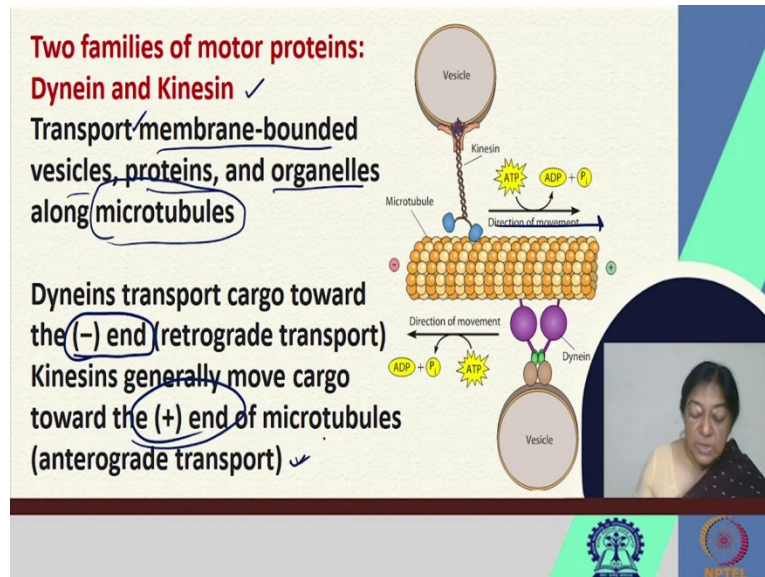 Two families of motor proteins:
Dynein and Kinesin
Transport membrane-bounded
vesicles, proteins, and organelles
along microtubules
Dyneins transport cargo toward
the (–) end (retrograde transport)
Kinesins generally move cargo
toward the (+) end of microtubules
(anterograde transport)
Vesicle
Kinesin
ATP
ADP + Pi
Microtubule
Direction of movement
-
+
Direction of movement
ADP + Pi
ATP
Dynein
Vesicle
NPTEL